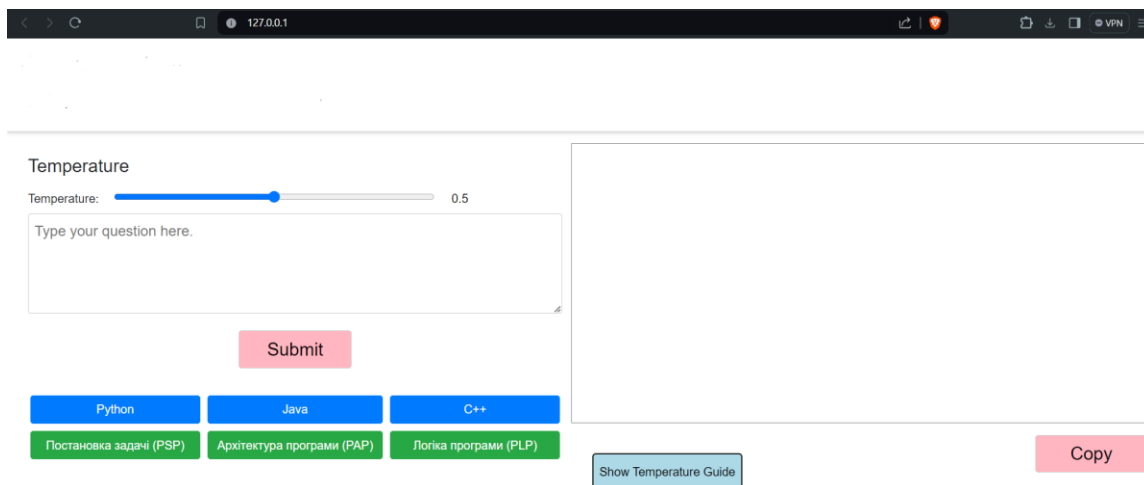 127.0.0.1
VPN
Temperature
Temperature: 0.5
Type your question here.
Submit
Python Java C++
Постановка задачі (PSP) Архітектура програми (PAP) Логіка програми (PLP)
Copy
Show Temperature Guide